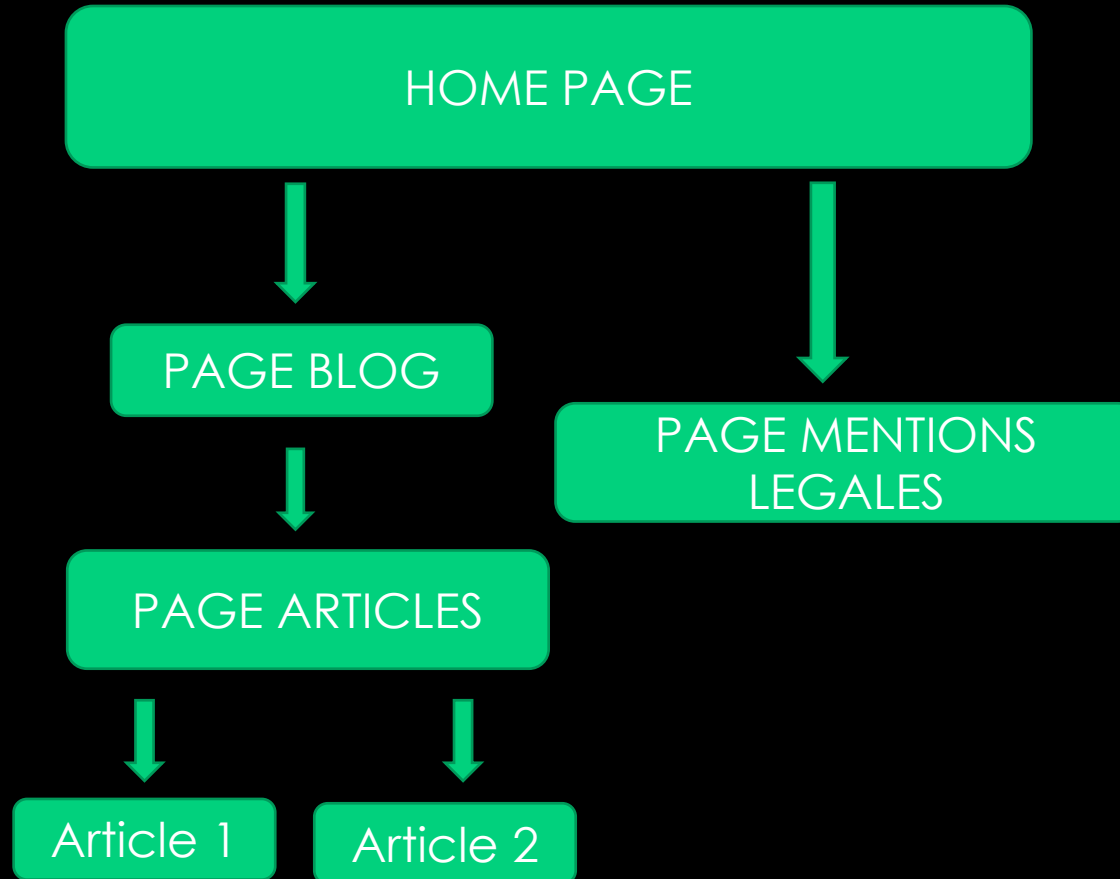 HOME PAGE
PAGE BLOG
PAGE MENTIONS
LEGALES
PAGE ARTICLES
Article 1
Article 2